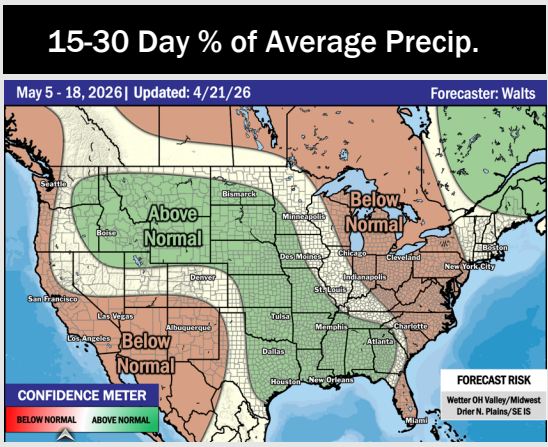 15-30 Day % of Average Precip.
May 5 - 18, 2026| Updated: 4/21/26
Forecaster: Walts
Seattle
Bismarck
Above
Normal
Minneapolis
Below
Normal
Boise
Boston
Des Moines
Chicago
Cleveland
New York City
Denver
Indianapolis
St. Louis
San Francisco
Las Vegas
Los Angeles
Albuquerque
Below
Normal
Tulsa
Memphis
Charlotte
Dallas
Atlanta
Houston
New Orleans
Miami
CONFIDENCE METER
BELOW NORMAL
ABOVE NORMAL
FORECAST RISK
Wetter OH Valley/Midwest
Drier N. Plains/SE IS